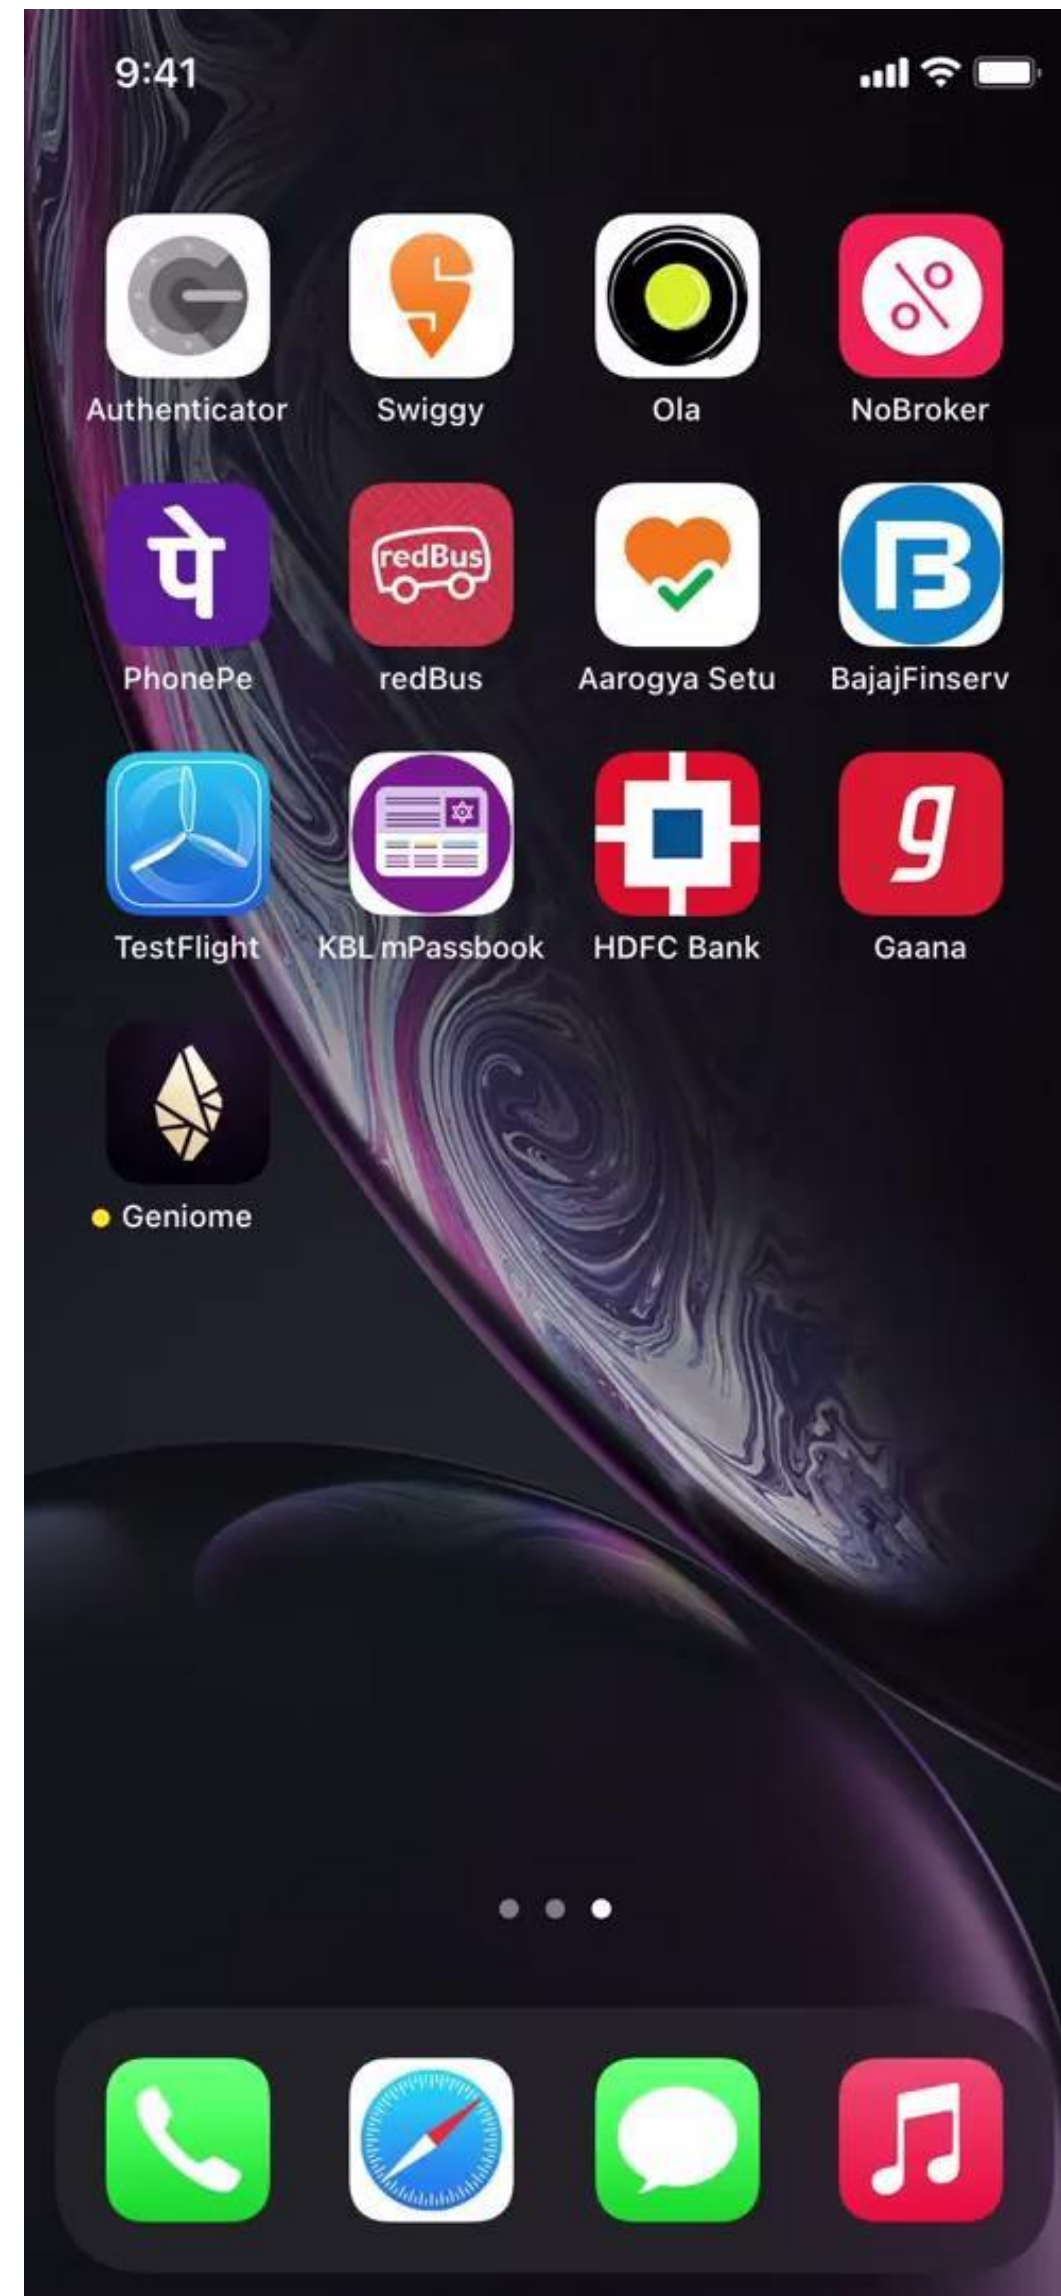 9:41
Authenticator
Swiggy
Ola
NoBroker
पे
redBus
PhonePe
redBus
Aarogya Setu
BajajFinserv
g
TestFlight
KBL mPassbook
HDFC Bank
Gaana
Geniome